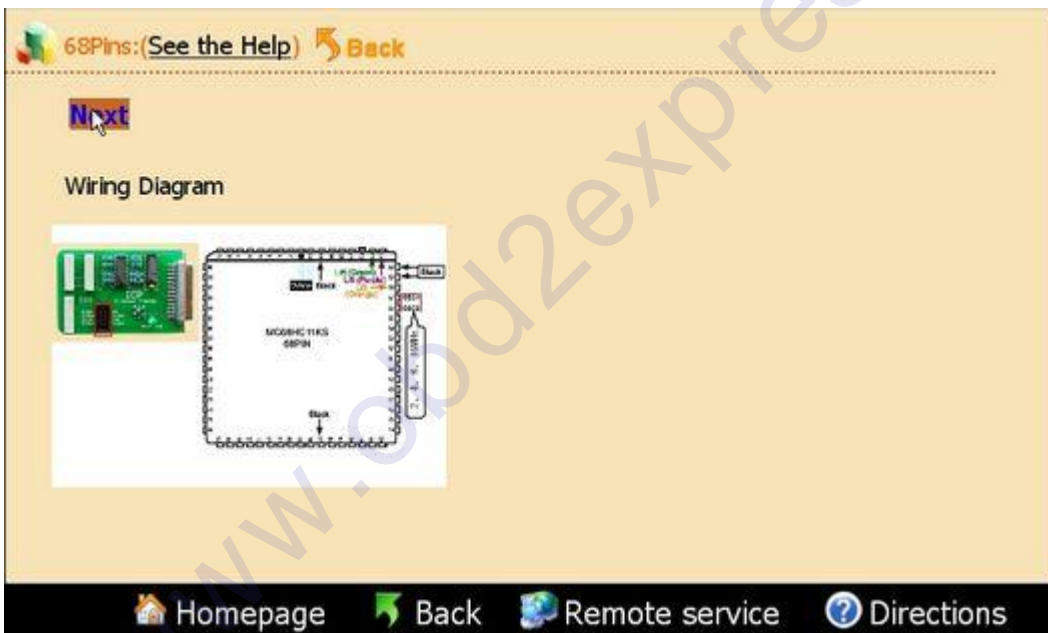 68Pins:(See the Help) Back
Next
Wiring Diagram
Black
Black
MC68HC11KS
68PIN
Black
Homepage Back Remote service Directions
www.obd2expre